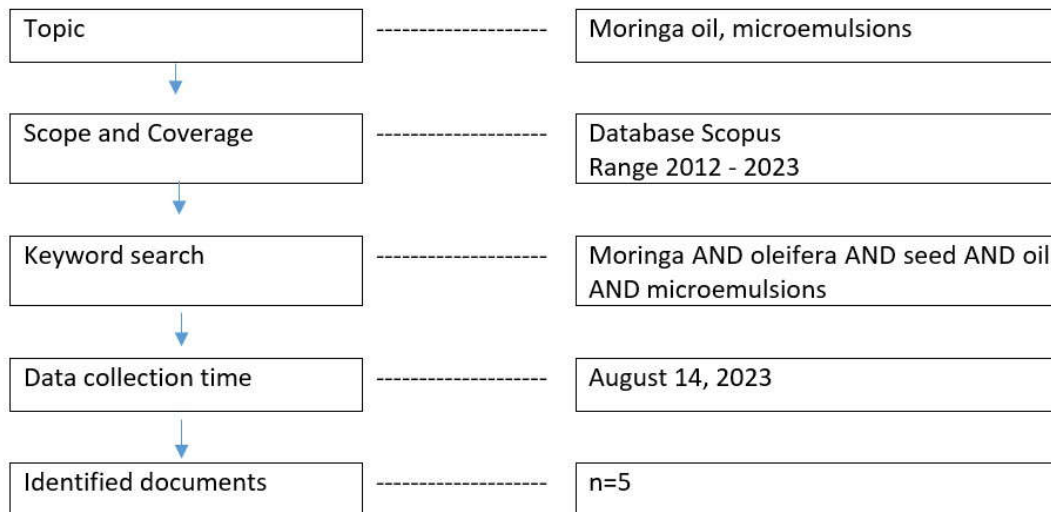 Topic
Moringa oil, microemulsions
Scope and Coverage
Database Scopus
Range 2012 - 2023
Keyword search
Moringa AND oleifera AND seed AND oil
AND microemulsions
Data collection time
August 14, 2023
Identified documents
n=5